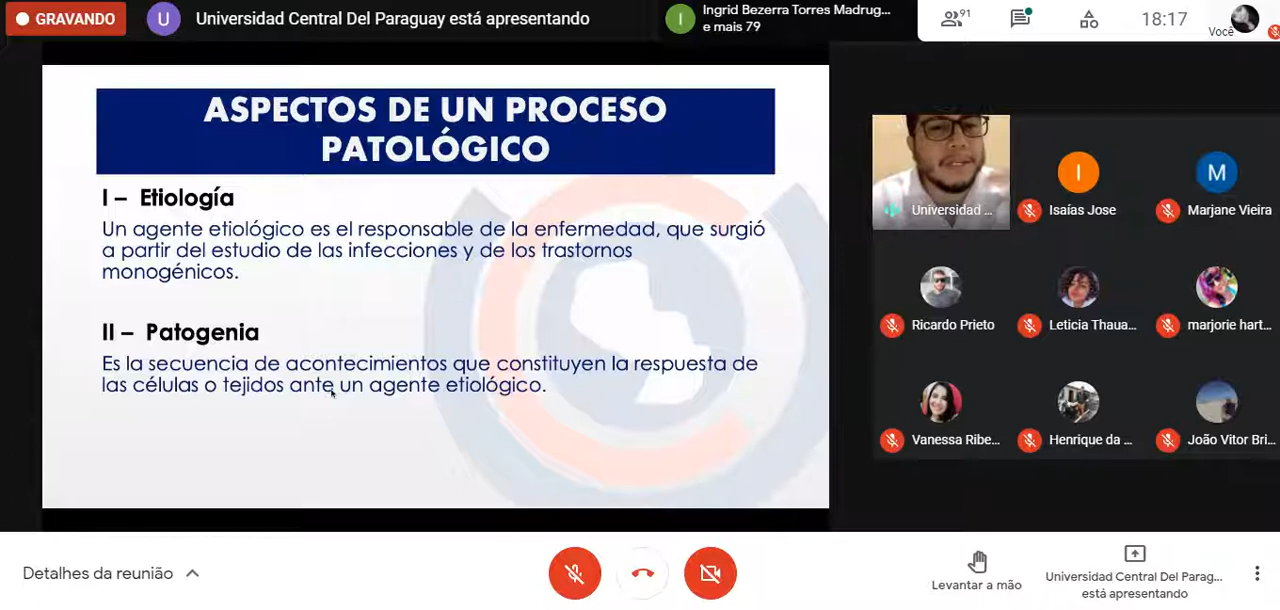 GRAVANDO
U
Universidad Central Del Paraguay está apresentando
I
Ingrid Bezerra Torres Madrug...
e mais 79
91
18:17
Você
ASPECTOS DE UN PROCESO
PATOLÓGICO
I – Etiología
Un agente etiológico es el responsable de la enfermedad, que surgió
a partir del estudio de las infecciones y de los trastornos
monogénicos.
II – Patogenia
Es la secuencia de acontecimientos que constituyen la respuesta de
las células o tejidos ante un agente etiológico.
Universidad ...
I
Isaías Jose
M
Marjane Vieira
Ricardo Prieto
Leticia Thaua...
marjorie hart...
Vanessa Ribe...
Henrique da ...
João Vitor Bri...
Detalhes da reunião
Levantar a mão
Universidad Central Del Parag...
está apresentando